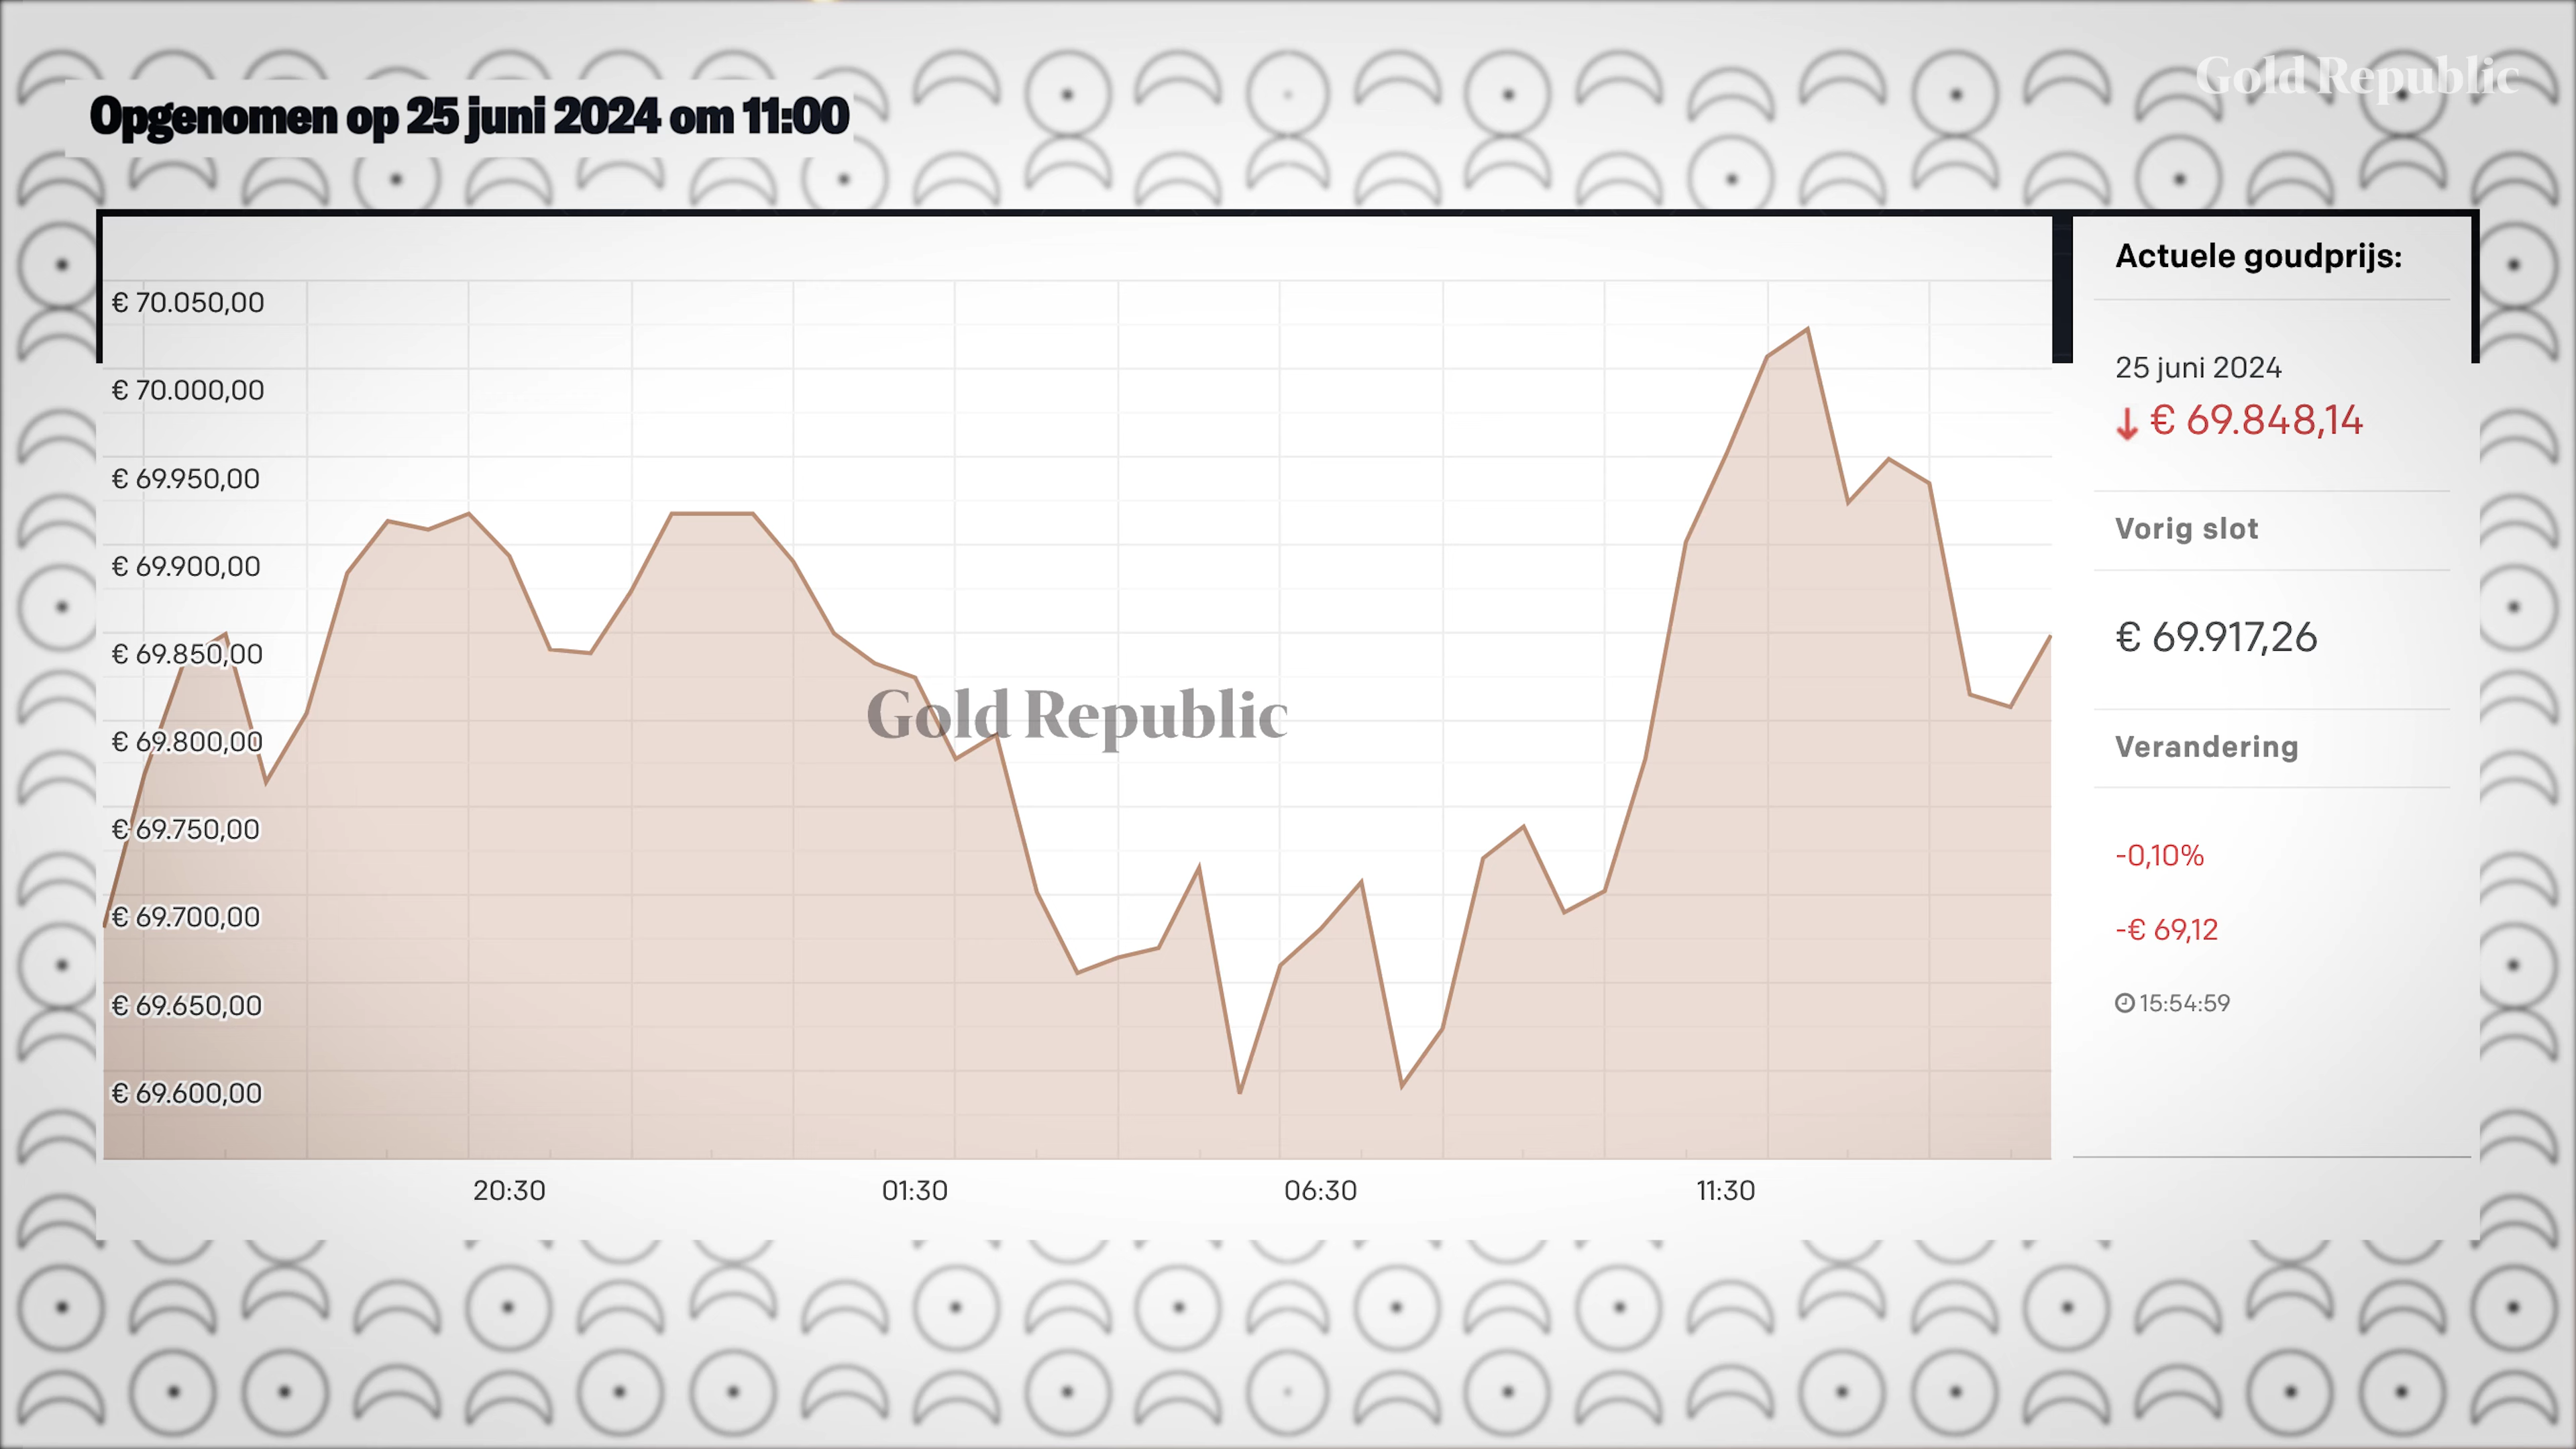 Gold Republic
Opgenomen op 25 juni 2024 om 11:00
€ 70.050,00
€ 70.000,00
€ 69.950,00
€ 69.900,00
€ 69.850,00
€ 69.800,00
€ 69.750,00
€ 69.700,00
€ 69.650,00
€ 69.600,00
Gold Republic
20:30
01:30
06:30
11:30
Actuele goudprijs:
25 juni 2024
↓ € 69.848,14
Vorig slot
€ 69.917,26
Verandering
-0,10%
-€ 69,12
15:54:59